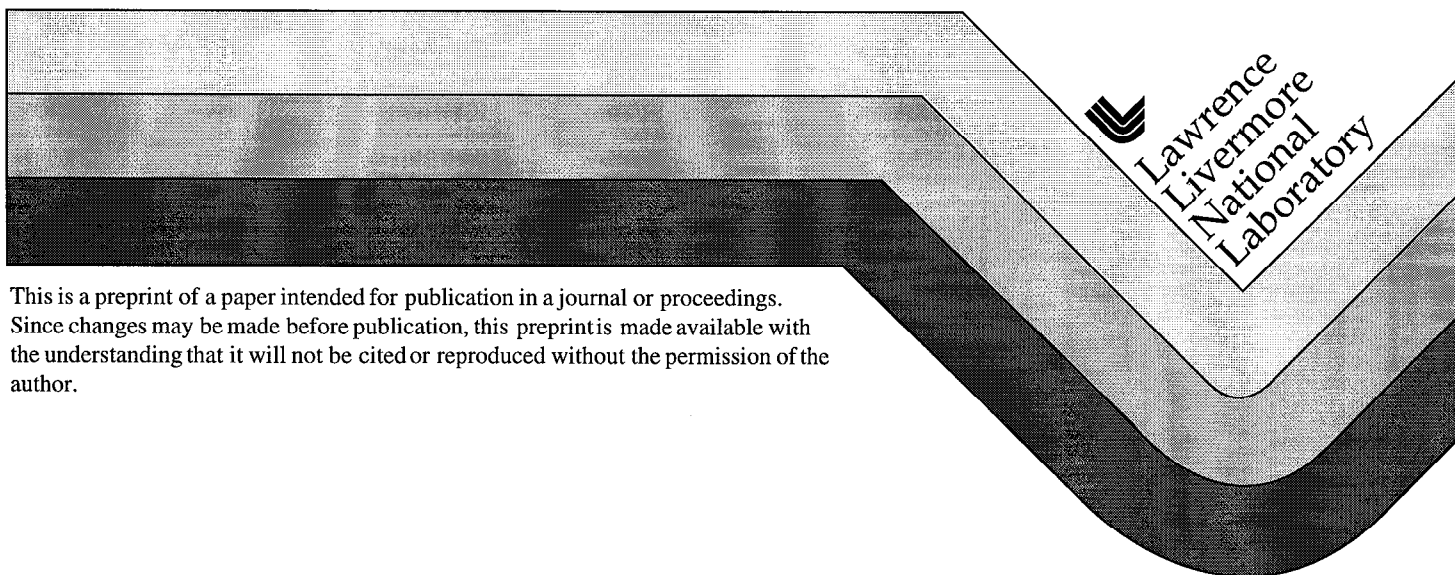 Lawrence
Livermore
National
Laboratory
This is a preprint of a paper intended for publication in a journal or proceedings.
Since changes may be made before publication, this preprint is made available with
the understanding that it will not be cited or reproduced without the permission of the
author.